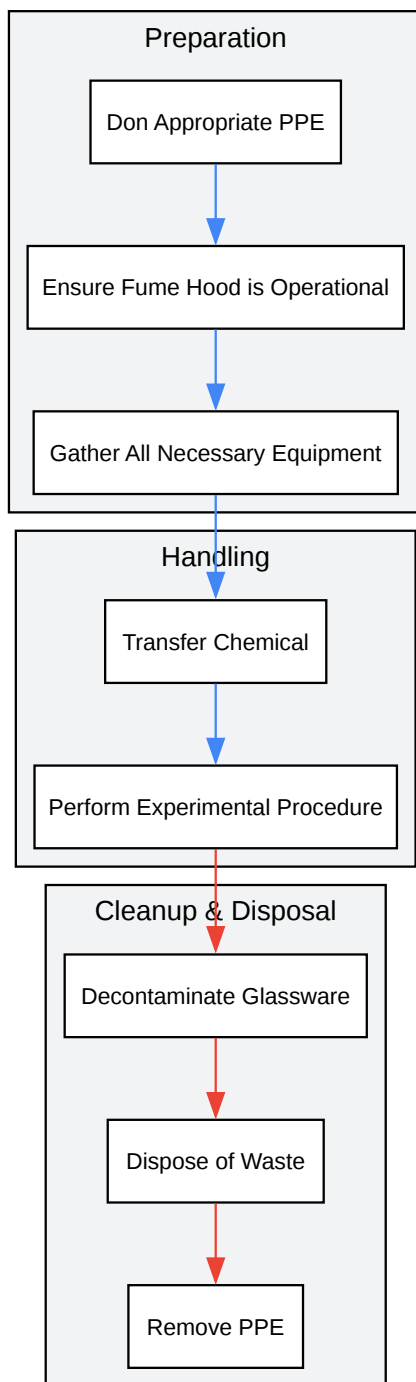 Preparation
Don Appropriate PPE
Ensure Fume Hood is Operational
Gather All Necessary Equipment
Handling
Transfer Chemical
Perform Experimental Procedure
Cleanup & Disposal
Decontaminate Glassware
Dispose of Waste
Remove PPE